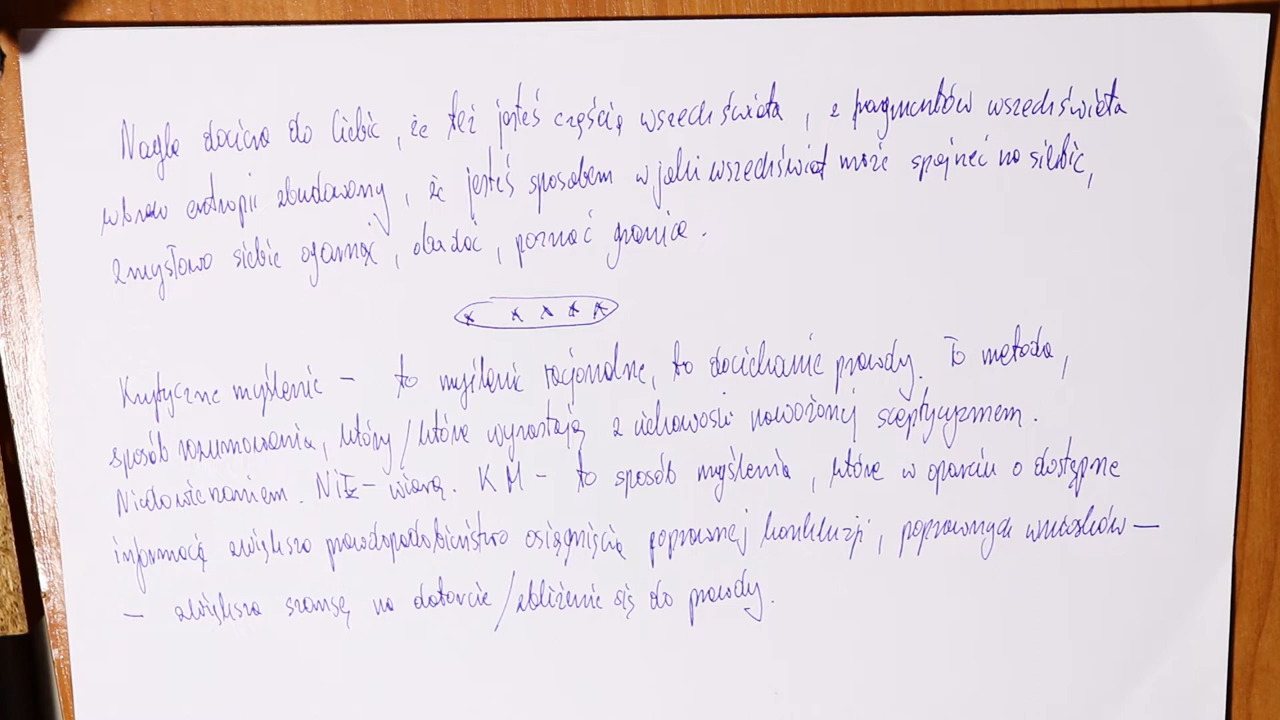 Nagle dociera do Ciebie, że też jesteś częścią wszechświata, z fragmentów wszechświata
wbrew entropii zbudowany, że jesteś sposobem w jaki wszechświat może spojrzeć na siebie,
zmysłowo siebie ogarnąć, zbadać, poznać granice.
Krytyczne myślenie – to myślenie racjonalne, to dociekanie prawdy. To metoda,
sposób rozumowania, który/które wyrastają z ciekawości nawożonej sceptycyzmem.
Niedowierzaniem. NiE–wiarą. KM – to sposób myślenia, które w oparciu o dostępne
informacje zwiększa prawdopodobieństwo osiągnięcia poprawnej konkluzji, poprawnych wniosków –
– zwiększa szansę na dotarcie/zbliżenie się do prawdy.